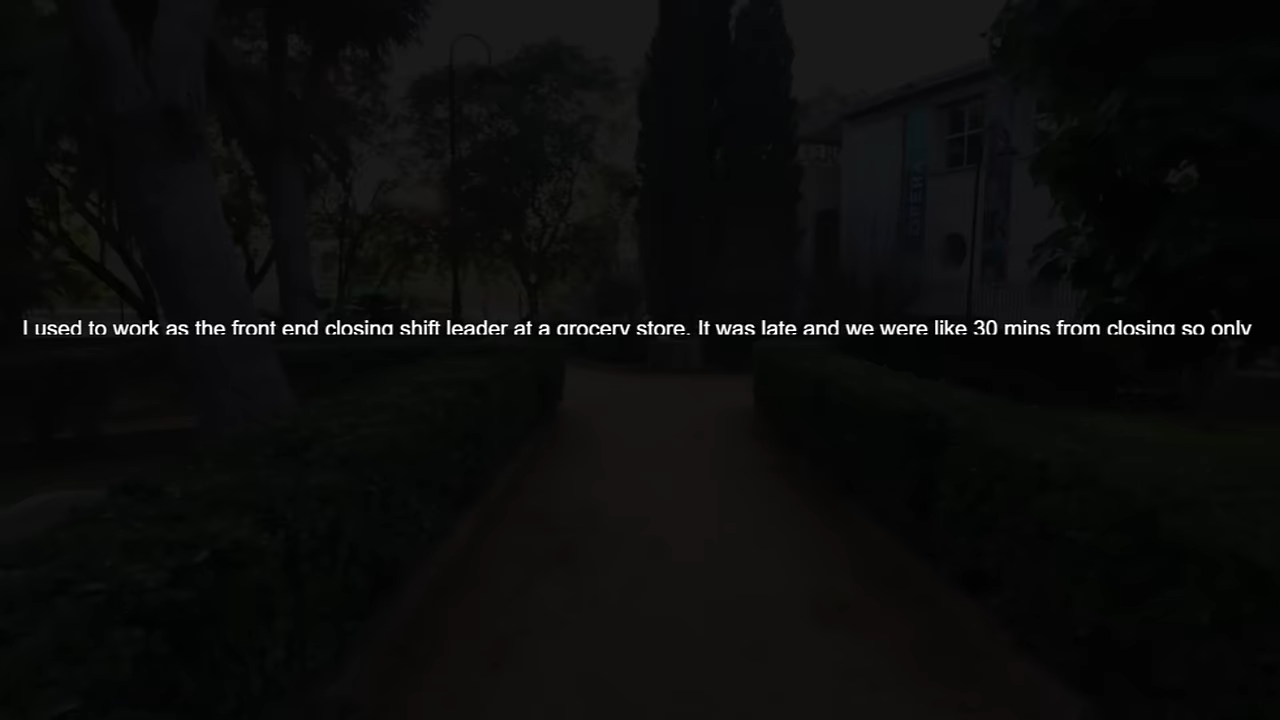 I used to work as the front end closing shift leader at a grocery store. It was late and we were like 30 mins from closing so only